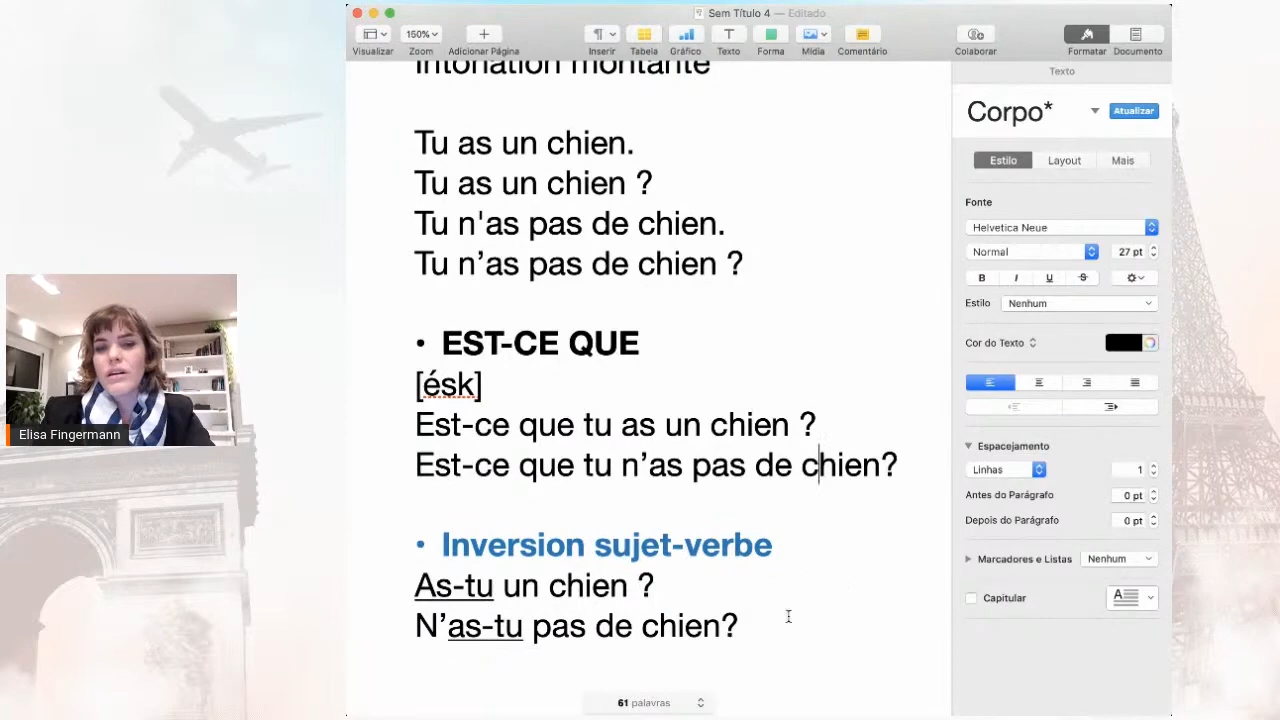 Sem Título 4 — Editado
150%
Visualizar
Zoom
Adicionar Página
Inserir
Tabela
Gráfico
Texto
Forma
Mídia
Comentário
Colaborar
Formatar
Documento
Intonation montante
Tu as un chien.
Tu as un chien ?
Tu n'as pas de chien.
Tu n’as pas de chien ?
• EST-CE QUE
[ésk]
Est-ce que tu as un chien ?
Est-ce que tu n’as pas de chien?
• Inversion sujet-verbe
As-tu un chien ?
N’as-tu pas de chien?
61 palavras
Elisa Fingermann
Texto
Corpo*
Atualizar
Estilo
Layout
Mais
Fonte
Helvetica Neue
Normal
27 pt
B I U S
Estilo
Nenhum
Cor do Texto
Espacejamento
Linhas
1
Antes do Parágrafo
0 pt
Depois do Parágrafo
0 pt
Marcadores e Listas
Nenhum
Capitular
A